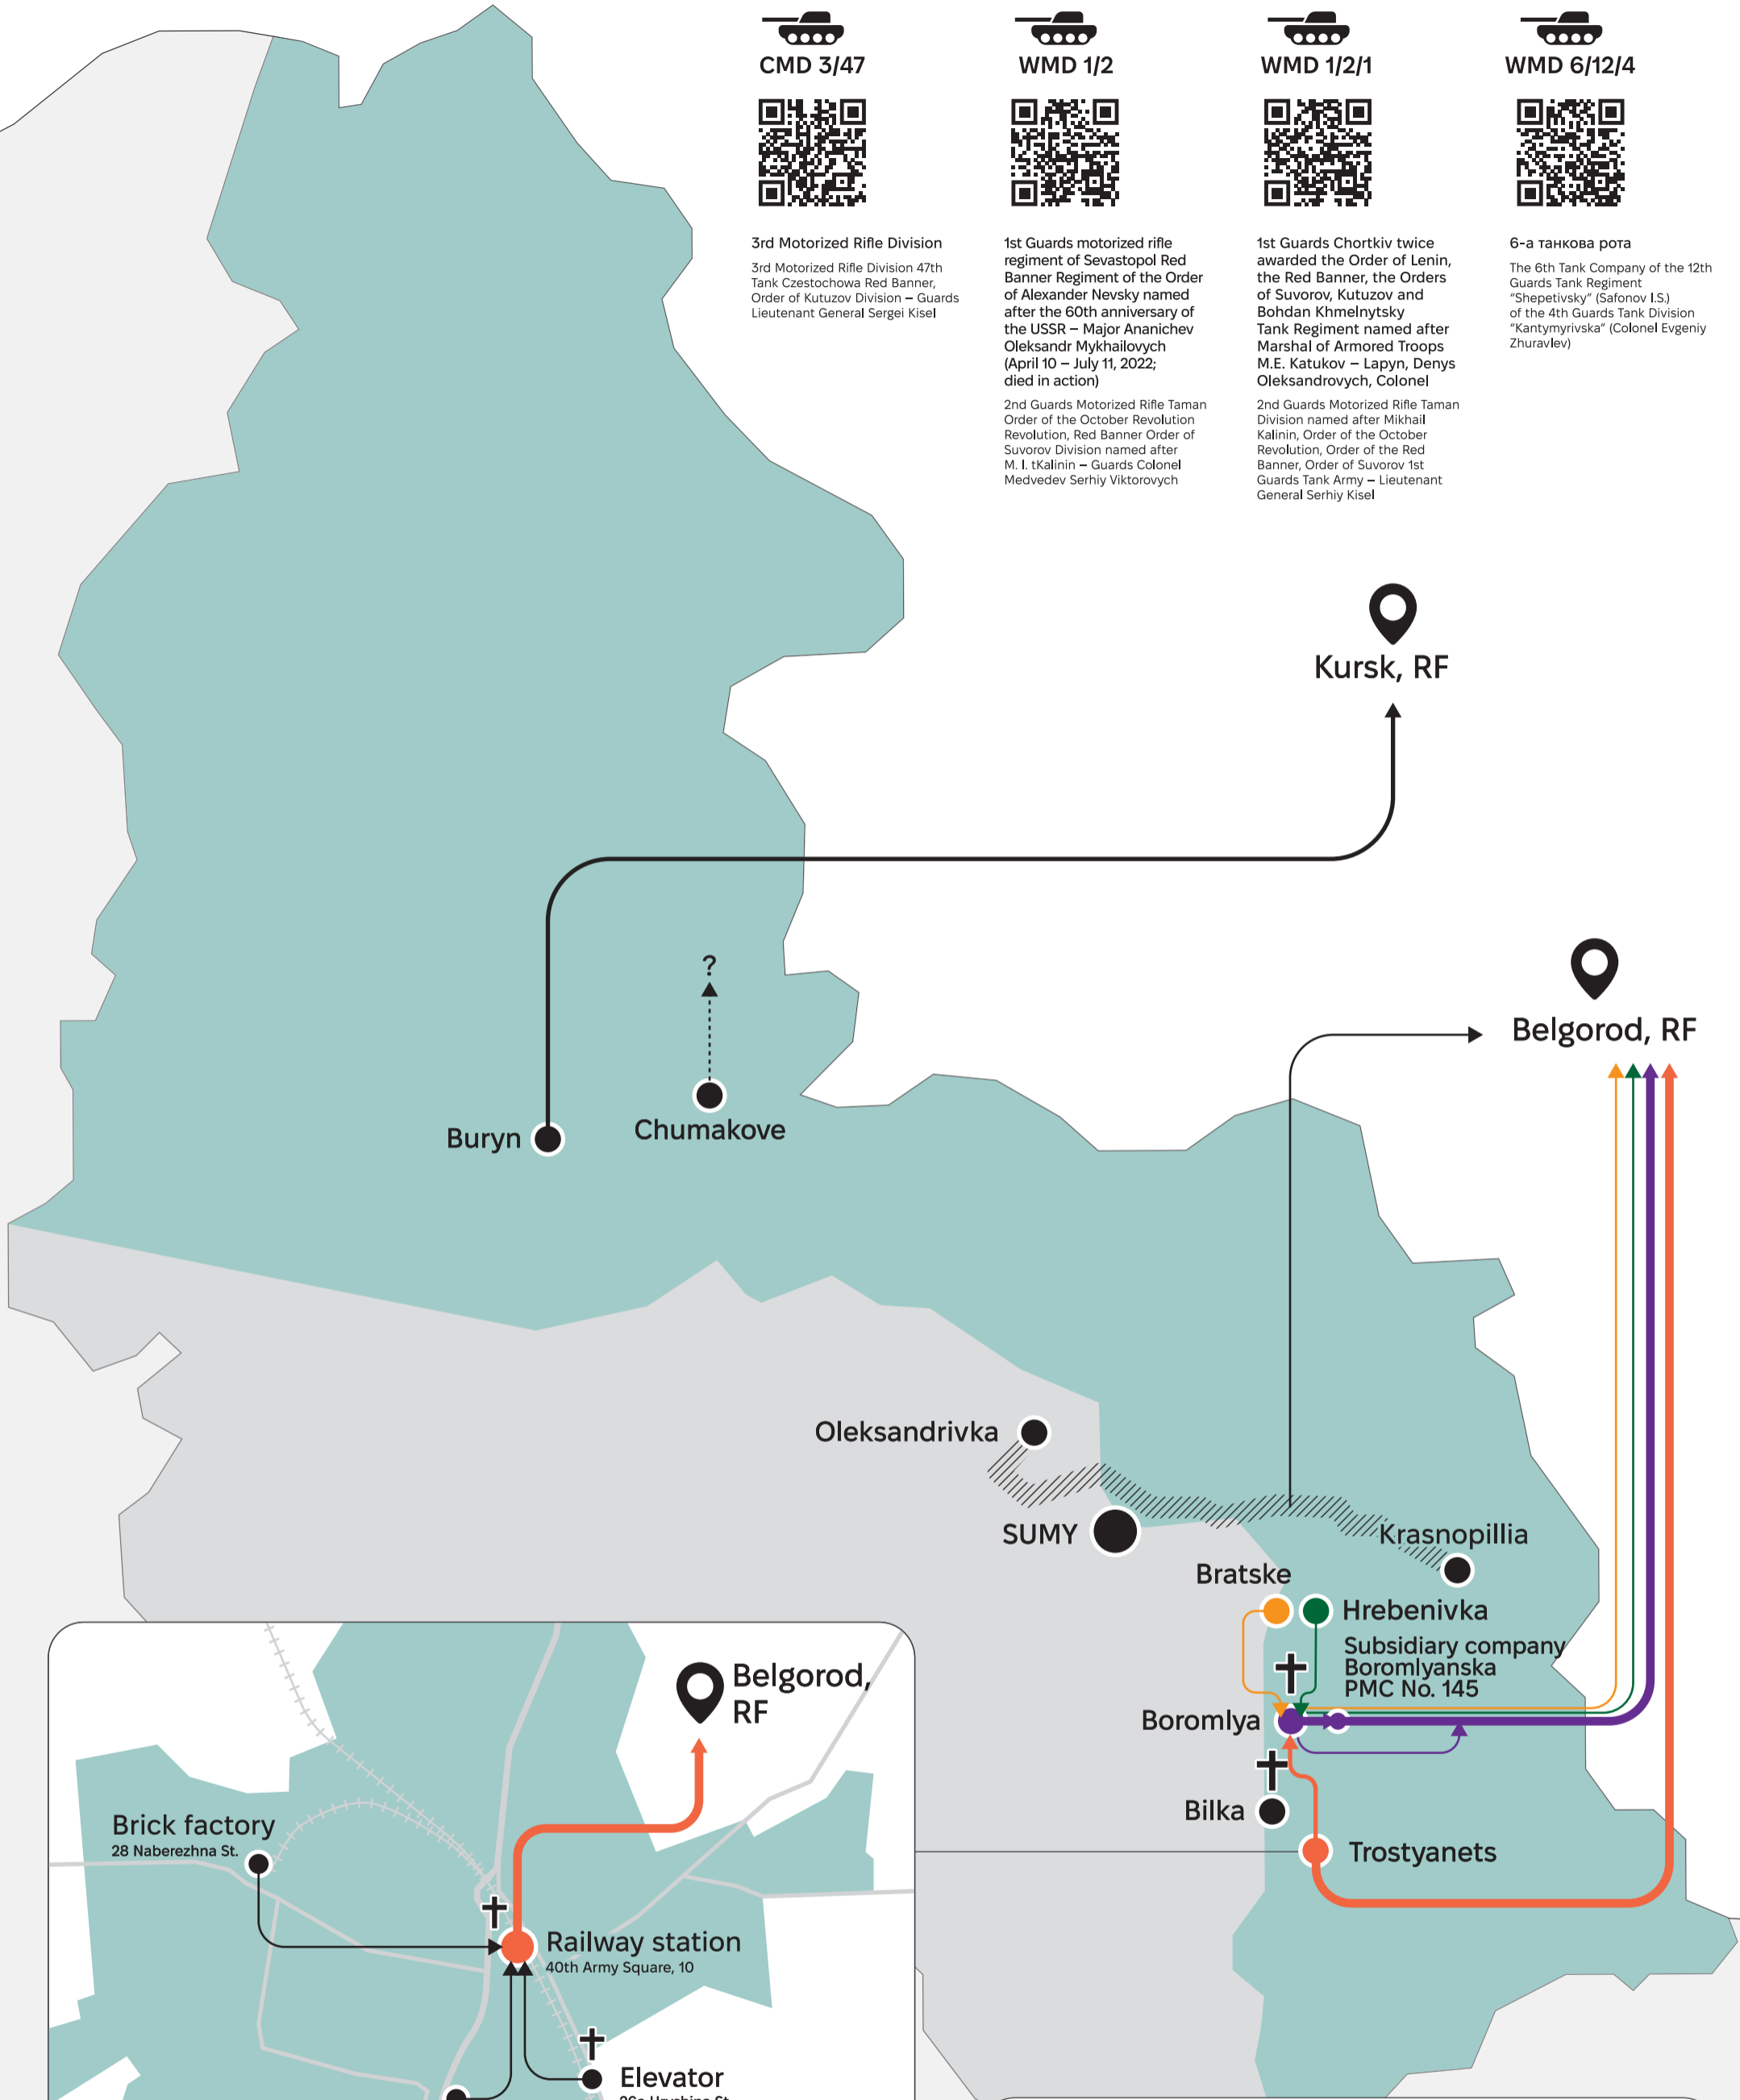 CMD 3/47
3rd Motorized Rifle Division
3rd Motorized Rifle Division 47th
Tank Czestochowa Red Banner,
Order of Kutuzov Division – Guards
Lieutenant General Sergei Kisel
WMD 1/2
1st Guards motorized rifle
regiment of Sevastopol Red
Banner Regiment of the Order
of Alexander Nevsky named
after the 60th anniversary of
the USSR – Major Ananichev
Oleksandr Mykhailovych
(April 10 – July 11, 2022;
died in action)
2nd Guards Motorized Rifle Taman
Order of the October Revolution
Revolution, Red Banner Order of
Suvorov Division named after
M. I. tKalinin – Guards Colonel
Medvedev Serhiy Viktorovych
WMD 1/2/1
1st Guards Chortkiv twice
awarded the Order of Lenin,
the Red Banner, the Orders
of Suvorov, Kutuzov and
Bohdan Khmelnytsky
Tank Regiment named after
Marshal of Armored Troops
M.E. Katukov – Lapyn, Denys
Oleksandrovych, Colonel
2nd Guards Motorized Rifle Taman
Division named after Mikhail
Kalinin, Order of the October
Revolution, Order of the Red
Banner, Order of Suvorov 1st
Guards Tank Army – Lieutenant
General Serhiy Kisel
WMD 6/12/4
6-а танкова рота
The 6th Tank Company of the 12th
Guards Tank Regiment
"Shepetivsky" (Safonov I.S.)
of the 4th Guards Tank Division
"Kantymyrivska" (Colonel Evgeniy
Zhuravlev)
Kursk, RF
?
Belgorod, RF
Buryn
Chumakove
Oleksandrivka
SUMY
Krasnopillia
Bratske
Hrebenivka
Subsidiary company
Boromlyanska
PMC No. 145
Boromlya
Bilka
Trostyanets
Belgorod,
RF
Brick factory
28 Naberezhna St.
Railway station
40th Army Square, 10
Elevator